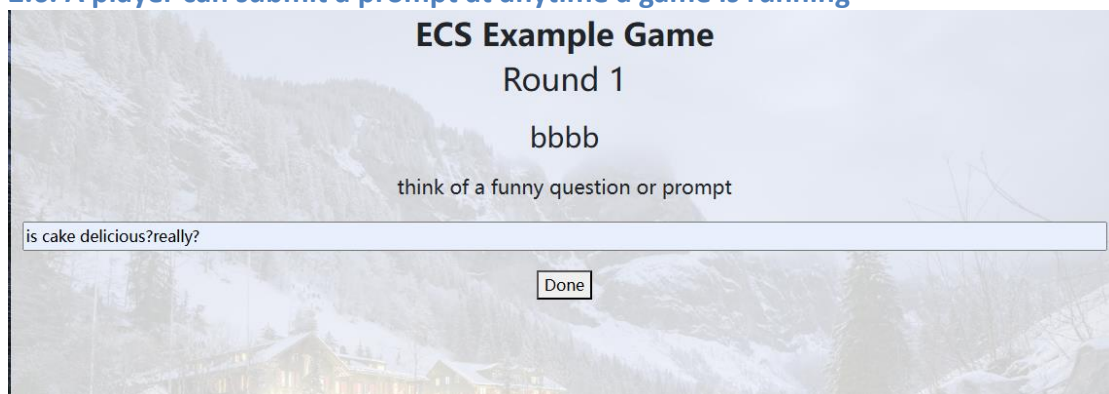 2.6. A player can submit a prompt at anytime a game is running
ECS Example Game
Round 1
bbbb
think of a funny question or prompt
is cake delicious?really?
Done